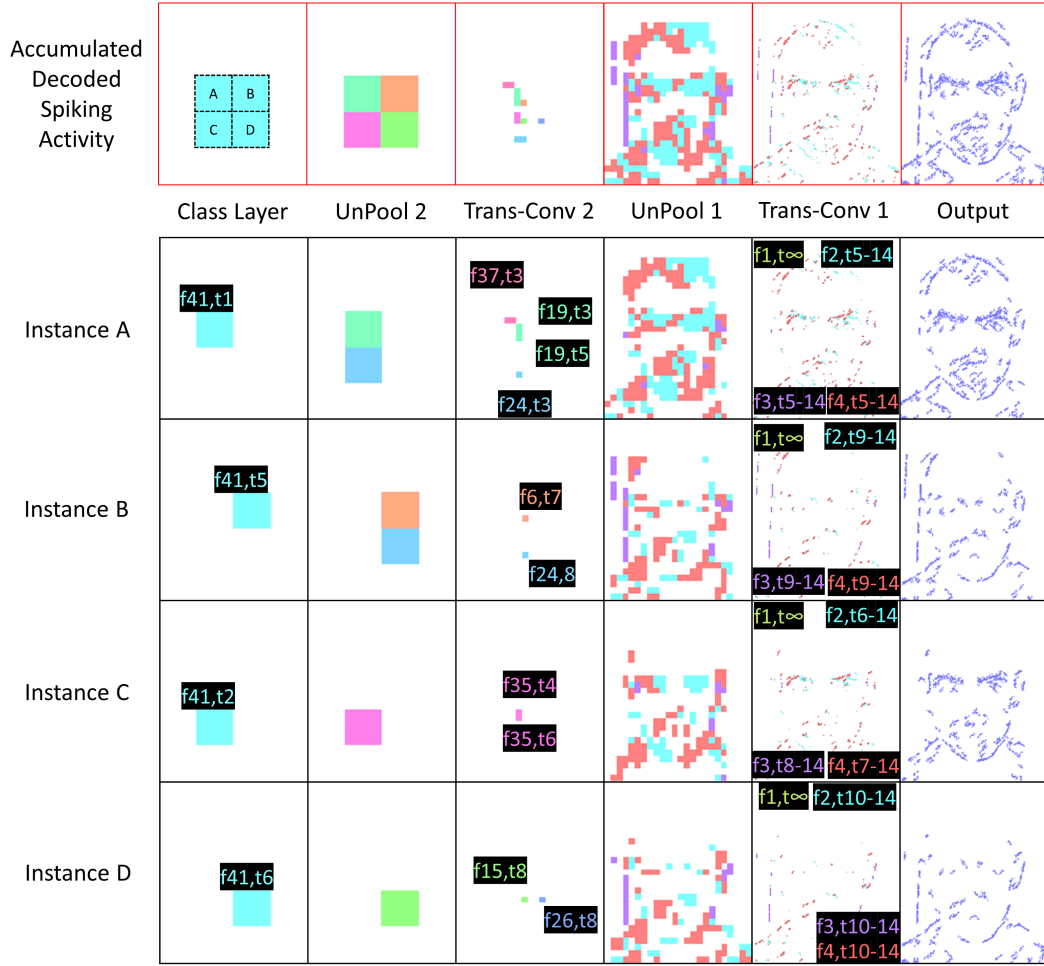 Accumulated
Decoded
Spiking
Activity
A B
C D
Class Layer UnPool 2 Trans-Conv 2 UnPool 1 Trans-Conv 1 Output
Instance A
f41,t1
f37,t3
f19,t3
f19,t5
f24,t3
f1,t∞ f2,t5-14
f3,t5-14 f4,t5-14
Instance B
f41,t5
f6,t7
f24,8
f1,t∞ f2,t9-14
f3,t9-14 f4,t9-14
Instance C
f41,t2
f35,t4
f35,t6
f1,t∞ f2,t6-14
f3,t8-14 f4,t7-14
Instance D
f41,t6
f15,t8
f26,t8
f1,t∞ f2,t10-14
f3,t10-14
f4,t10-14